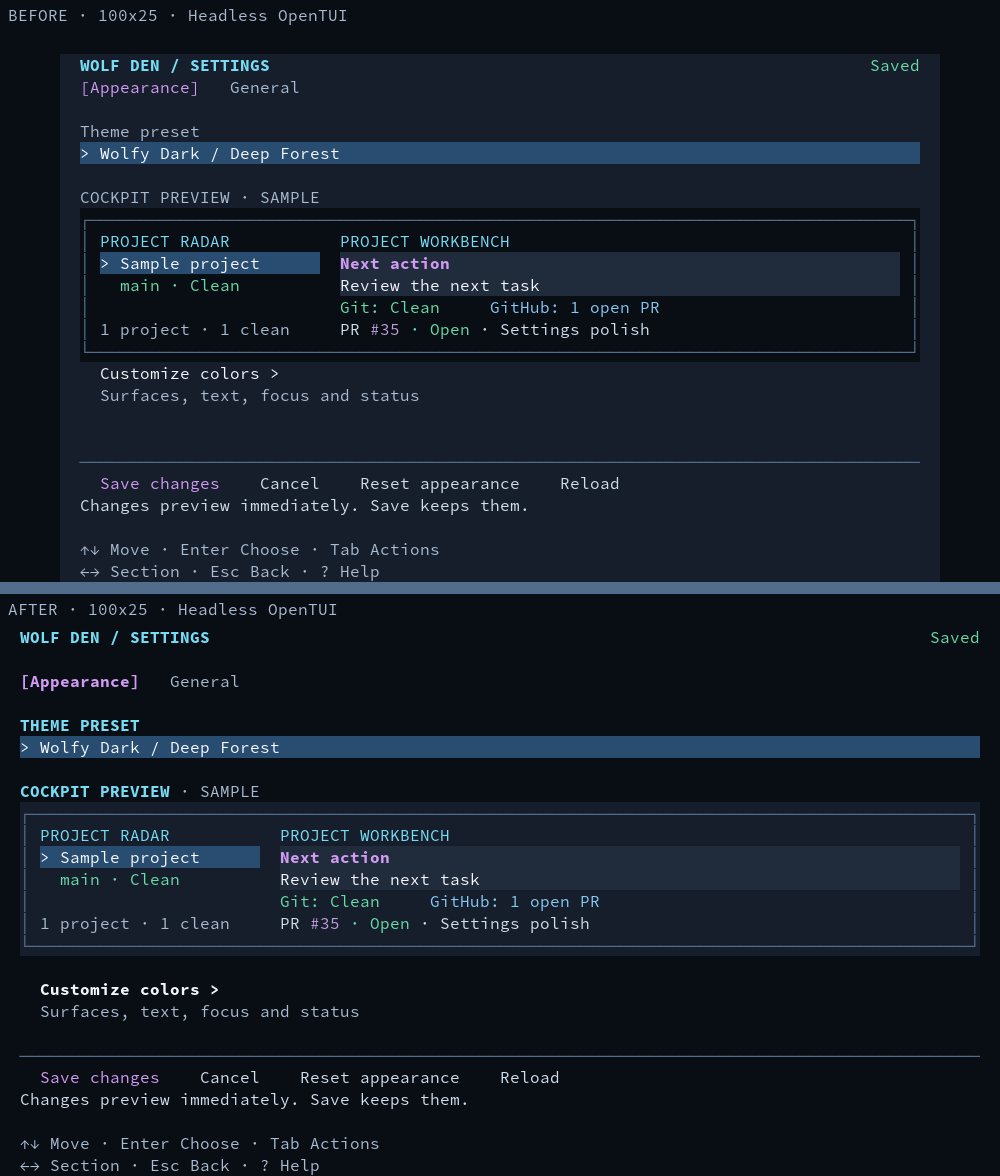 BEFORE · 100x25 · Headless OpenTUI
WOLF DEN / SETTINGS Saved
[Appearance] General
Theme preset
> Wolfy Dark / Deep Forest
COCKPIT PREVIEW · SAMPLE
PROJECT RADAR PROJECT WORKBENCH
> Sample project Next action
main · Clean Review the next task
Git: Clean GitHub: 1 open PR
1 project · 1 clean PR #35 · Open · Settings polish
Customize colors >
Surfaces, text, focus and status
Save changes Cancel Reset appearance Reload
Changes preview immediately. Save keeps them.
↑↓ Move · Enter Choose · Tab Actions
←→ Section · Esc Back · ? Help
AFTER · 100x25 · Headless OpenTUI
WOLF DEN / SETTINGS Saved
[Appearance] General
THEME PRESET
> Wolfy Dark / Deep Forest
COCKPIT PREVIEW · SAMPLE
PROJECT RADAR PROJECT WORKBENCH
> Sample project Next action
main · Clean Review the next task
Git: Clean GitHub: 1 open PR
1 project · 1 clean PR #35 · Open · Settings polish
Customize colors >
Surfaces, text, focus and status
Save changes Cancel Reset appearance Reload
Changes preview immediately. Save keeps them.
↑↓ Move · Enter Choose · Tab Actions
←→ Section · Esc Back · ? Help